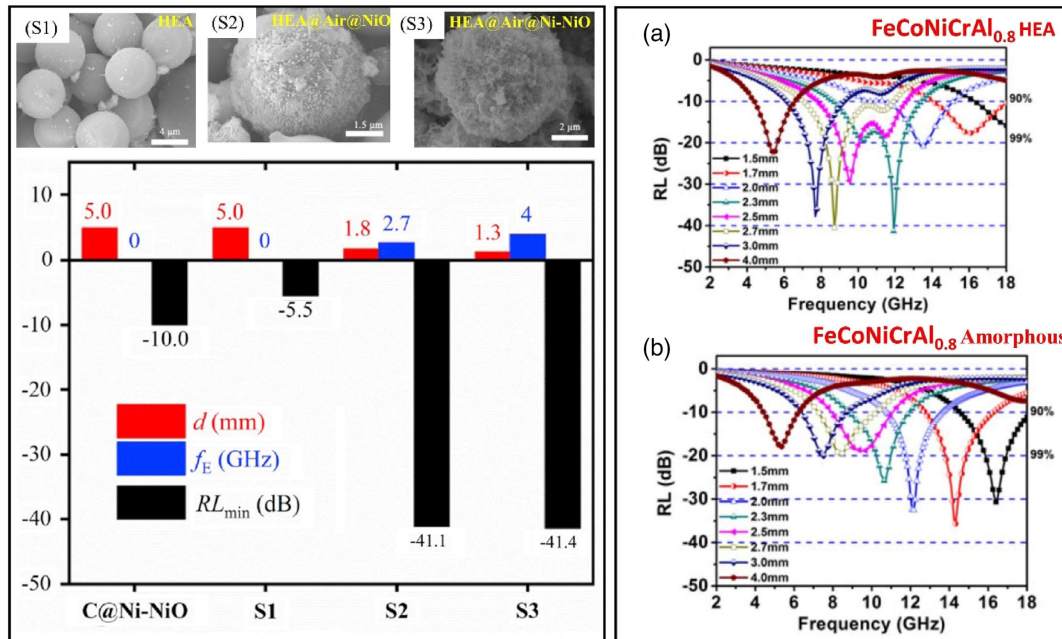 (S1)
HEA
4 μm
(S2)
HEA@Air@NiO
1.5 μm
(S3)
HEA@Air@Ni-NiO
2 μm
10
0
-10
-20
-30
-40
-50
5.0
0
-10.0
5.0
0
-5.5
1.8
2.7
-41.1
1.3
4
-41.4
d (mm)
fE (GHz)
RLmin (dB)
C@Ni-NiO
S1
S2
S3
(a)
FeCoNiCrAl0.8 HEA
RL (dB)
0
-10
-20
-30
-40
-50
90%
99%
1.5mm
1.7mm
2.0mm
2.3mm
2.5mm
2.7mm
3.0mm
4.0mm
2 4 6 8 10 12 14 16 18
Frequency (GHz)
(b)
FeCoNiCrAl0.8 Amorphous
RL (dB)
0
-10
-20
-30
-40
-50
90%
99%
1.5mm
1.7mm
2.0mm
2.3mm
2.5mm
2.7mm
3.0mm
4.0mm
2 4 6 8 10 12 14 16 18
Frequency (GHz)